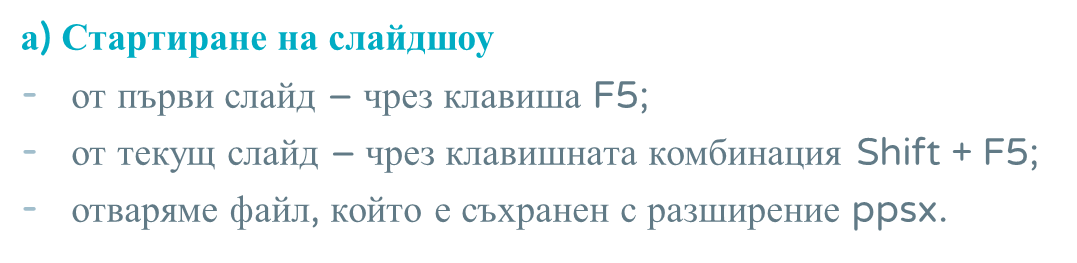 а) Стартиране на слайдшоу
- от първи слайд – чрез клавиша F5;
- от текущ слайд – чрез клавишната комбинация Shift + F5;
- отваряме файл, който е съхранен с разширение ppsx.